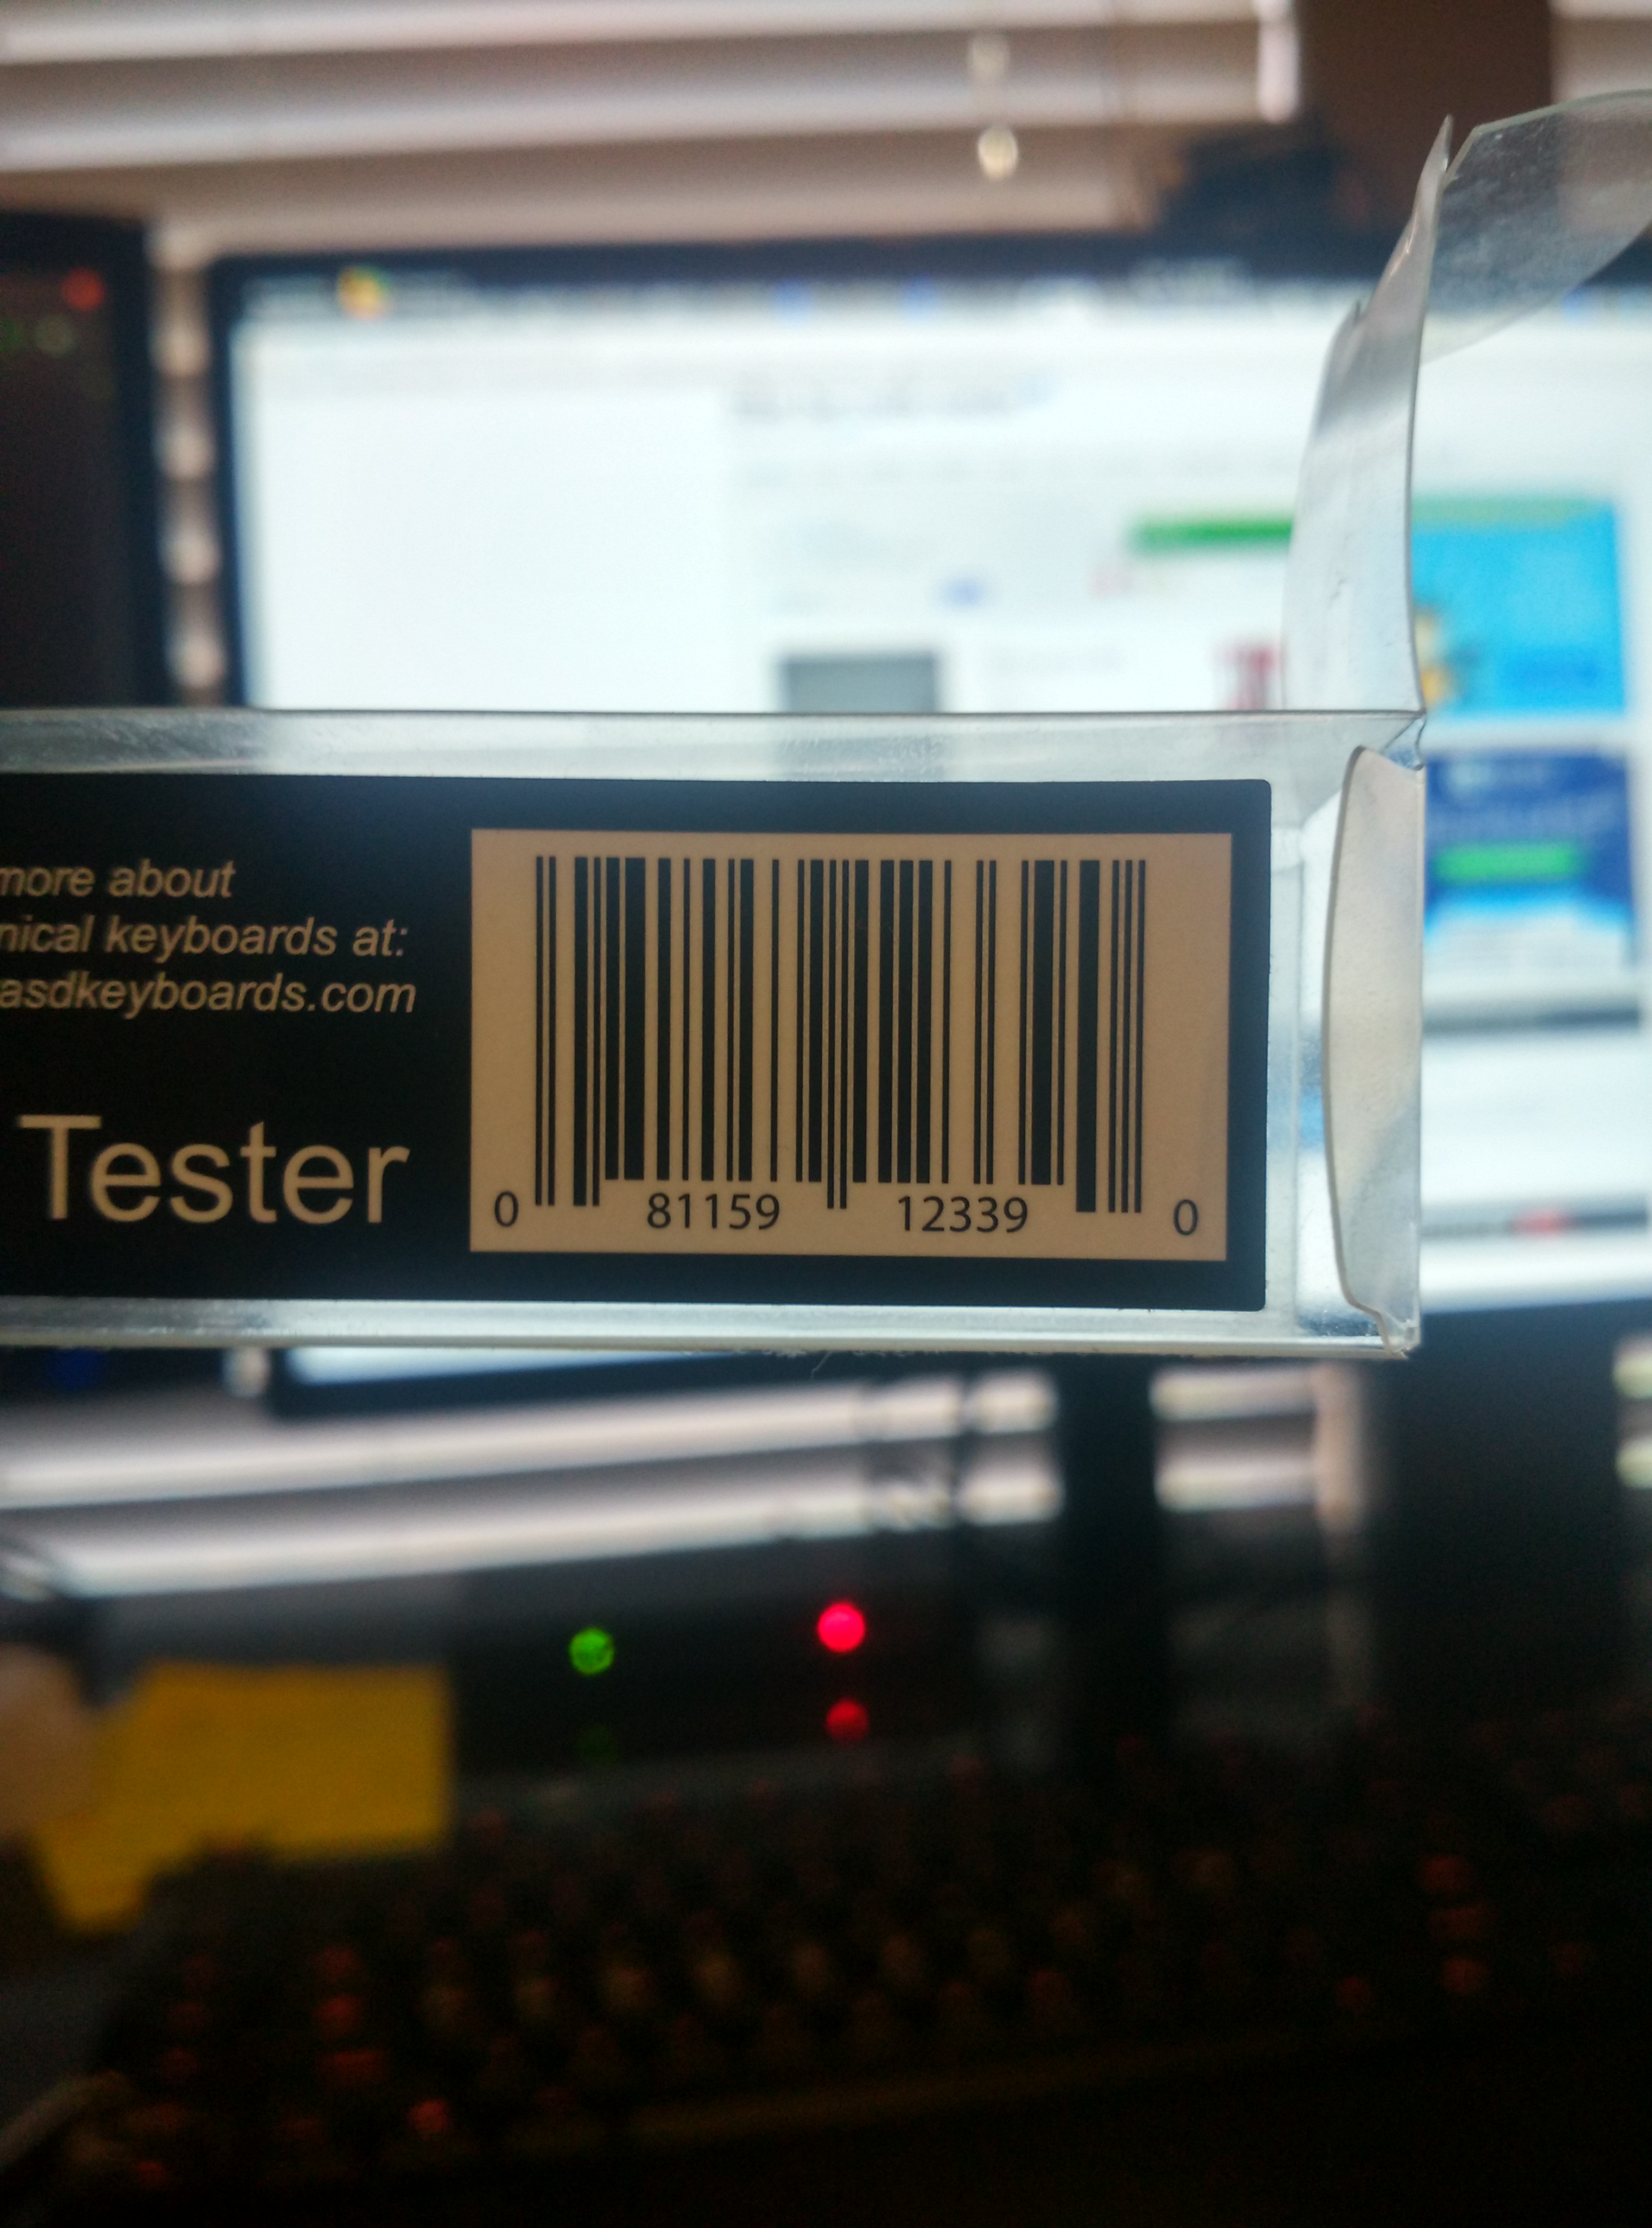 more about
nical keyboards at:
asdkeyboards.com
Tester
0 81159 12339 0